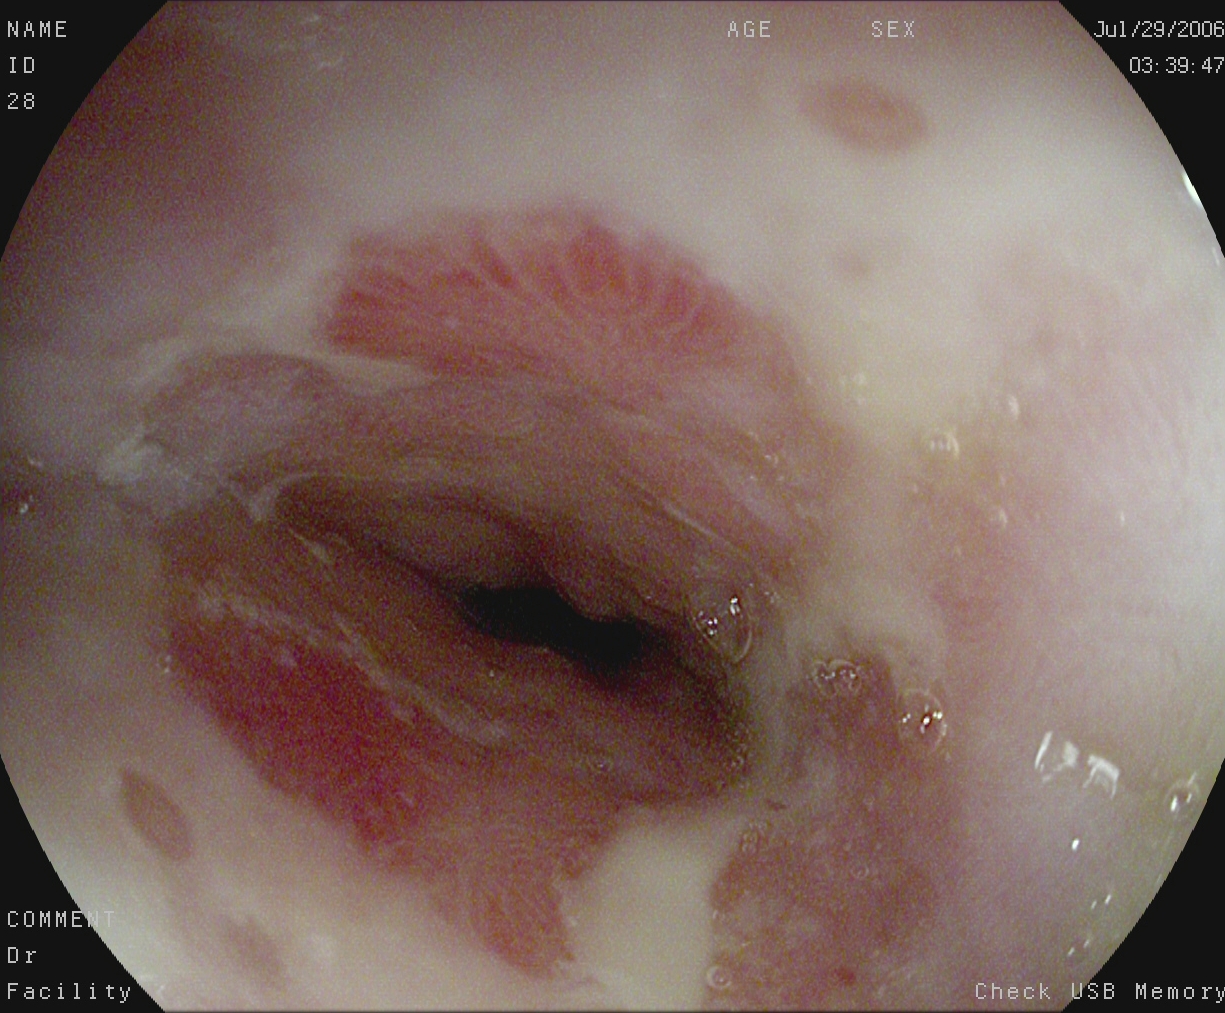 NAME AGE SEX Jul/29/2006
ID 03:39:47
28
COMMENT
Dr
Facility Check USB Memory